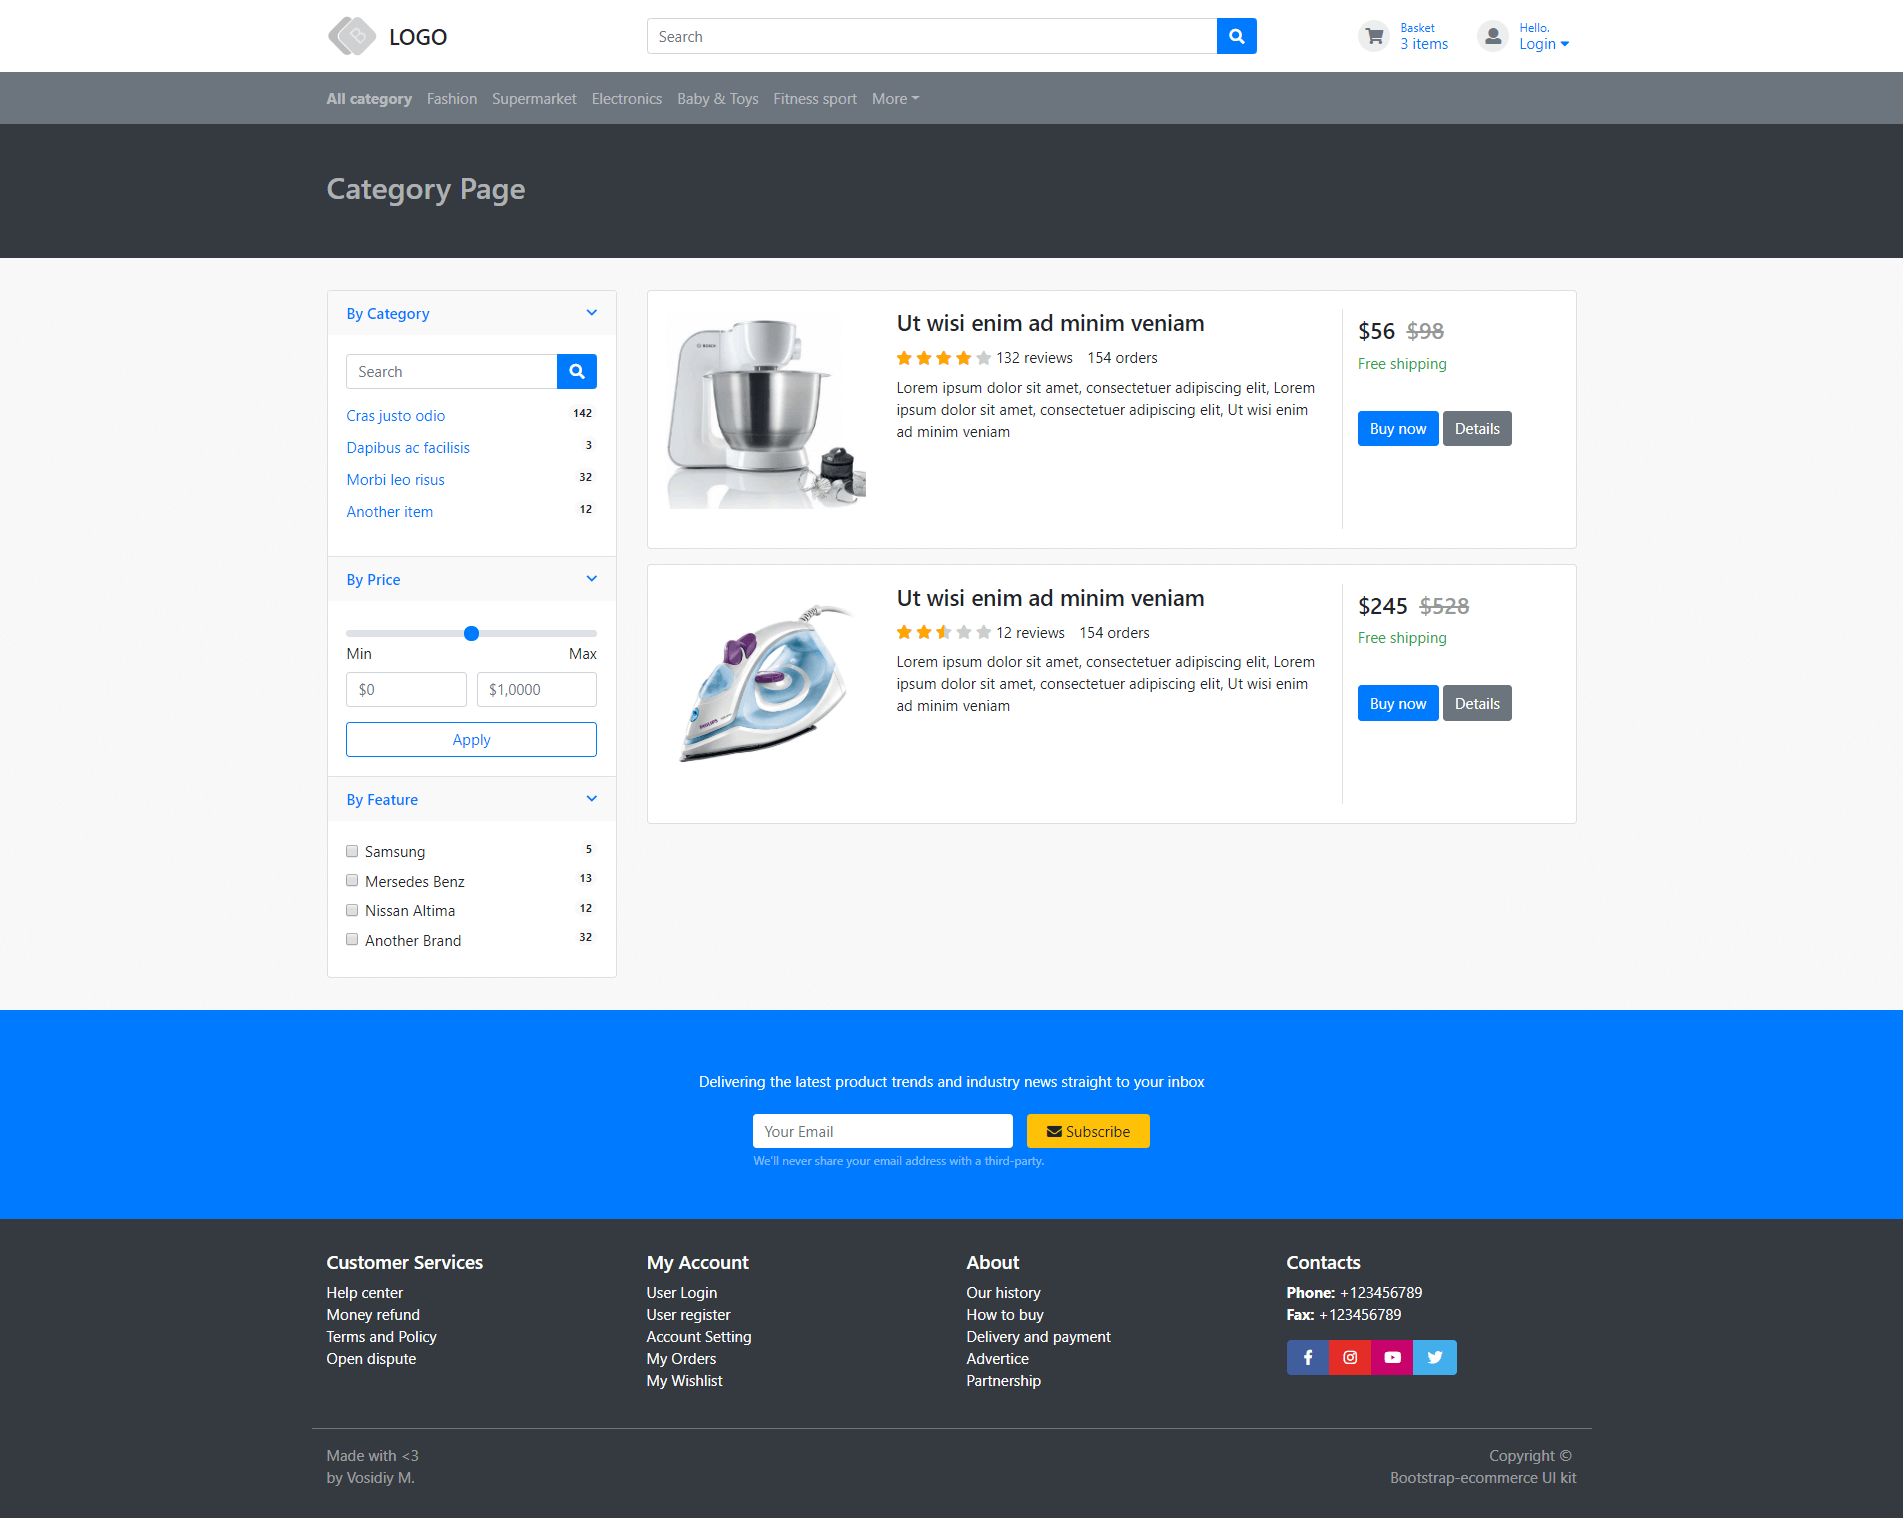 LOGO
Search
Basket
3 items
Hello.
Login
All category Fashion Supermarket Electronics Baby & Toys Fitness sport More
Category Page
By Category
Search
Cras justo odio 142
Dapibus ac facilisis 3
Morbi leo risus 32
Another item 12
By Price
Min Max
$0 $1,0000
Apply
By Feature
Samsung 5
Mersedes Benz 13
Nissan Altima 12
Another Brand 32
BOSCH
Ut wisi enim ad minim veniam
132 reviews 154 orders
Lorem ipsum dolor sit amet, consectetuer adipiscing elit, Lorem
ipsum dolor sit amet, consectetuer adipiscing elit, Ut wisi enim
ad minim veniam
$56 $98
Free shipping
Buy now Details
PHILIPS
Ut wisi enim ad minim veniam
12 reviews 154 orders
Lorem ipsum dolor sit amet, consectetuer adipiscing elit, Lorem
ipsum dolor sit amet, consectetuer adipiscing elit, Ut wisi enim
ad minim veniam
$245 $528
Free shipping
Buy now Details
Delivering the latest product trends and industry news straight to your inbox
Your Email Subscribe
We'll never share your email address with a third-party.
Customer Services
Help center
Money refund
Terms and Policy
Open dispute
My Account
User Login
User register
Account Setting
My Orders
My Wishlist
About
Our history
How to buy
Delivery and payment
Advertice
Partnership
Contacts
Phone: +123456789
Fax: +123456789
Made with <3
by Vosidiy M.
Copyright ©
Bootstrap-ecommerce UI kit